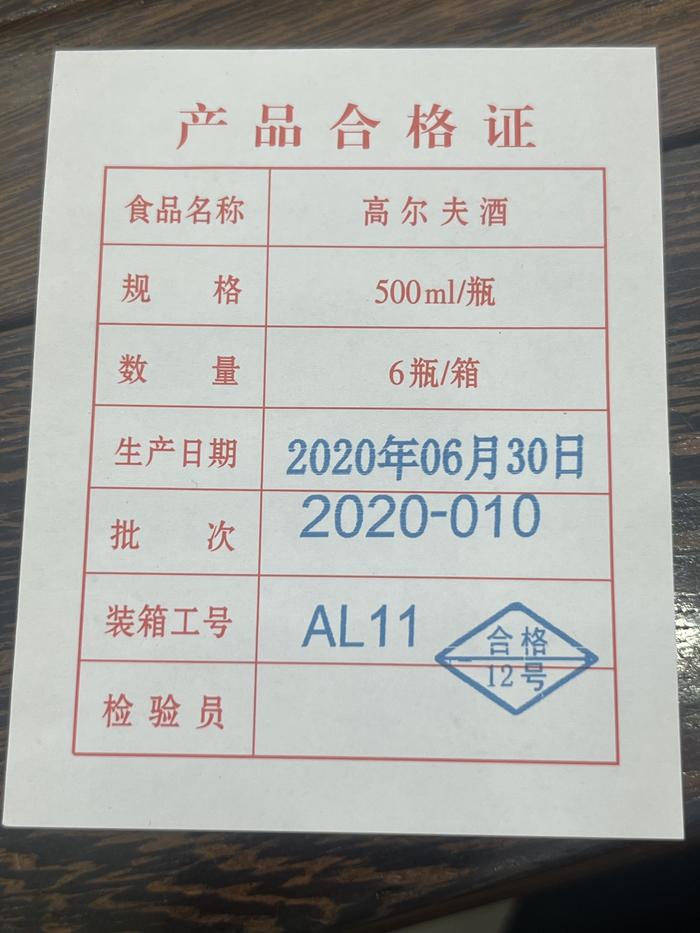 产品合格证
食品名称 高尔夫酒
规格 500ml/瓶
数量 6瓶/箱
生产日期 2020年06月30日
批次 2020-010
装箱工号 AL11
合格
12号
检验员